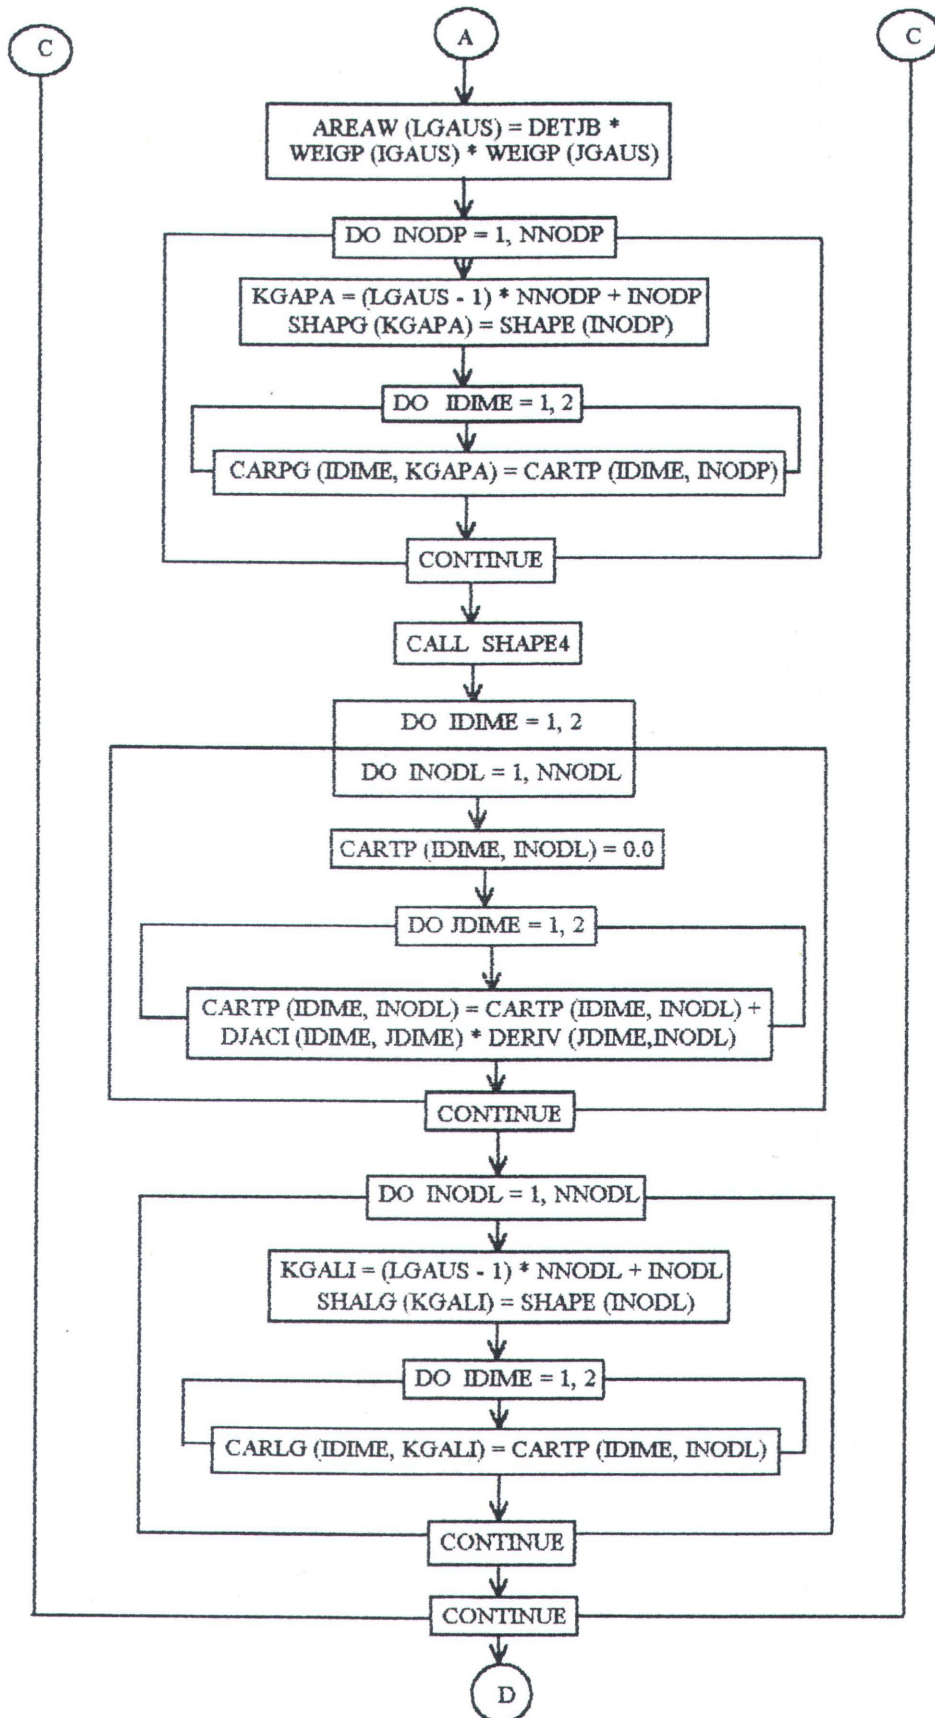 C
A
C
AREAW (LGAUS) = DETJB *
WEIGP (IGAUS) * WEIGP (JGAUS)
DO INODP = 1, NNODP
KGAPA = (LGAUS - 1) * NNODP + INODP
SHAPG (KGAPA) = SHAPE (INODP)
DO IDIME = 1, 2
CARPG (IDIME, KGAPA) = CARTP (IDIME, INODP)
CONTINUE
CALL SHAPE4
DO IDIME = 1, 2
DO INODL = 1, NNODL
CARTP (IDIME, INODL) = 0.0
DO JDIME = 1, 2
CARTP (IDIME, INODL) = CARTP (IDIME, INODL) +
DJACI (IDIME, JDIME) * DERIV (JDIME,INODL)
CONTINUE
DO INODL = 1, NNODL
KGALI = (LGAUS - 1) * NNODL + INODL
SHALG (KGALI) = SHAPE (INODL)
DO IDIME = 1, 2
CARLG (IDIME, KGALI) = CARTP (IDIME, INODL)
CONTINUE
CONTINUE
D